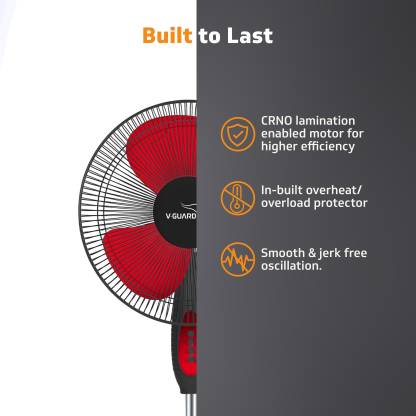 Built to Last
CRNO lamination
enabled motor for
higher efficiency
In-built overheat/
overload protector
Smooth & jerk free
oscillation.
V-GUARD